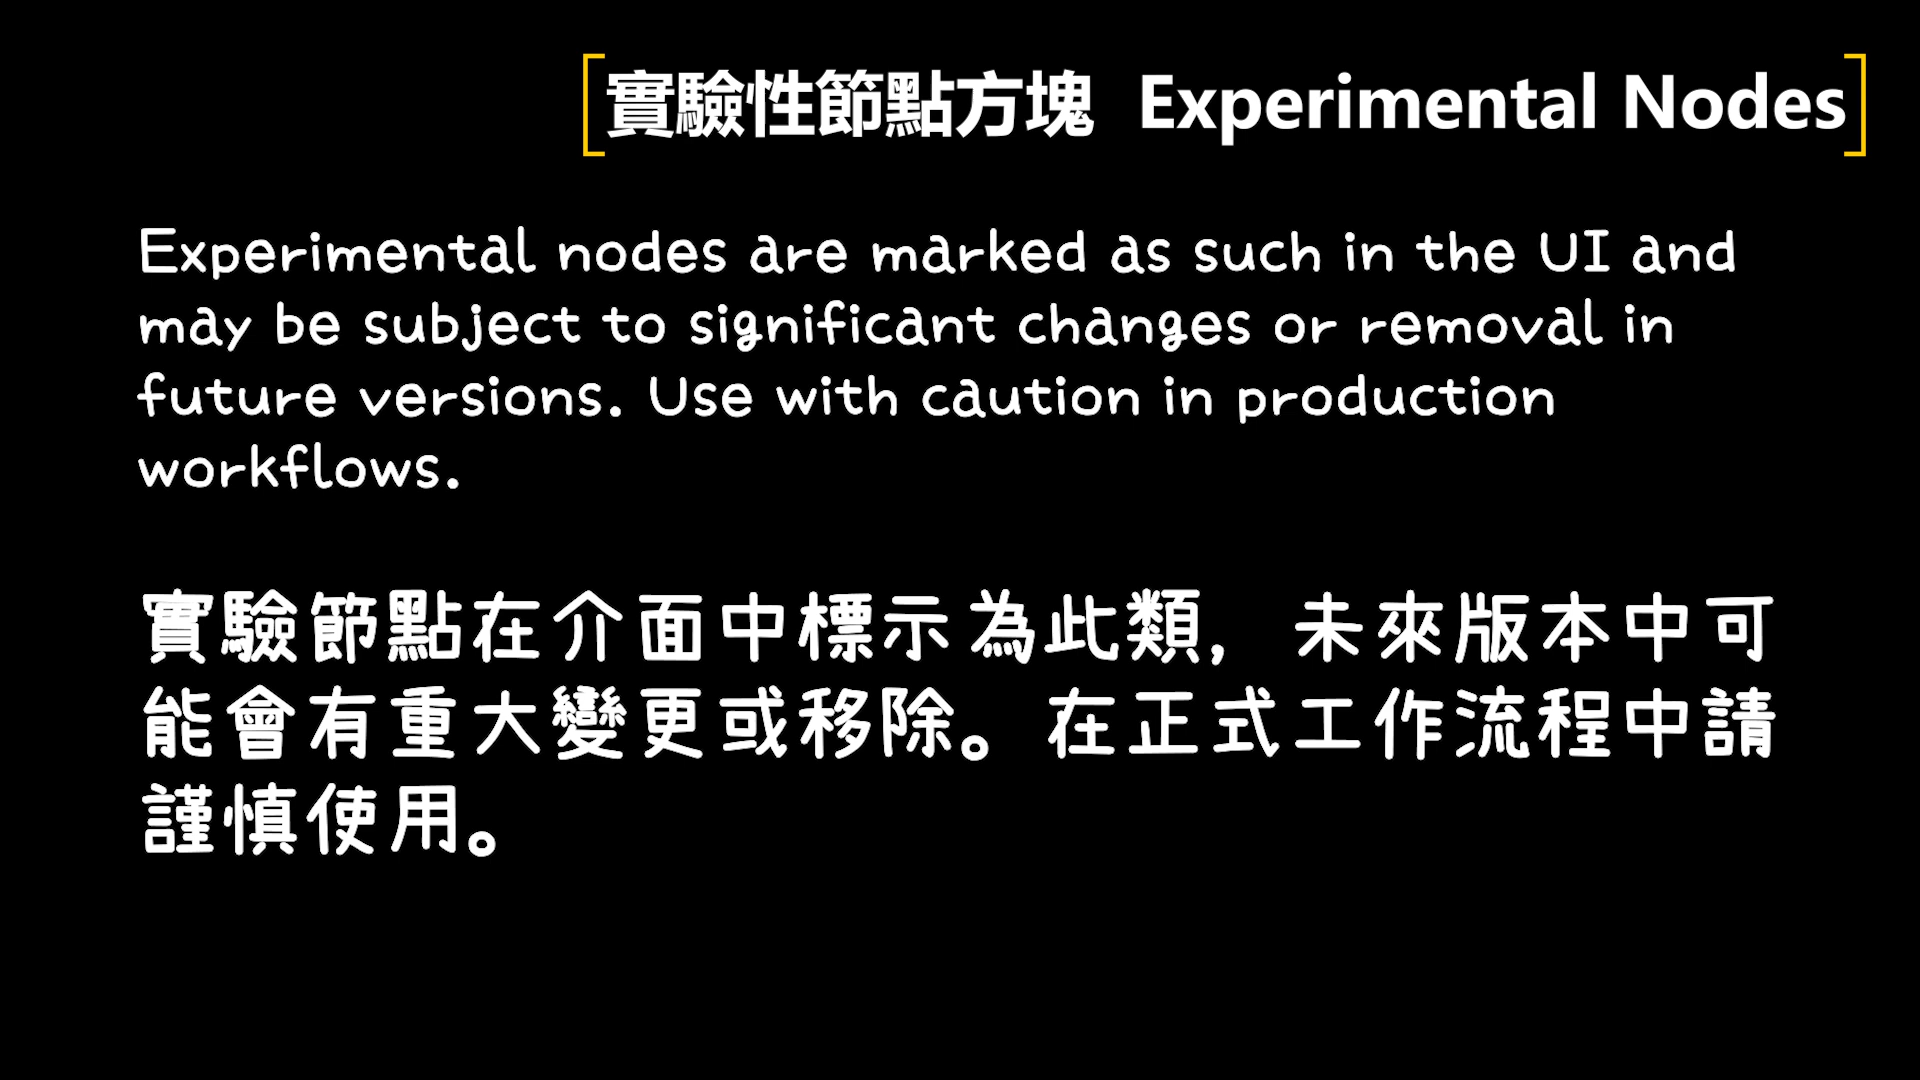 實驗性節點方塊 Experimental Nodes
Experimental nodes are marked as such in the UI and
may be subject to significant changes or removal in
future versions. Use with caution in production
workflows.
實驗節點在介面中標示為此類，未來版本中可
能會有重大變更或移除。在正式工作流程中請
謹慎使用。